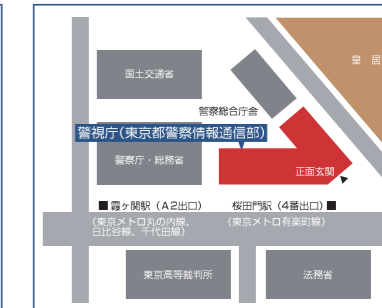 皇 居
国土交通省
警察総合庁舎
警視庁(東京都警察情報通信部)
警察庁・総務省
正面玄関
■霞ヶ関駅(A2出口)
(東京メトロ丸の内線、
日比谷線、千代田線)
桜田門駅(4番出口)■
(東京メトロ有楽町線)
東京高等裁判所
法務省